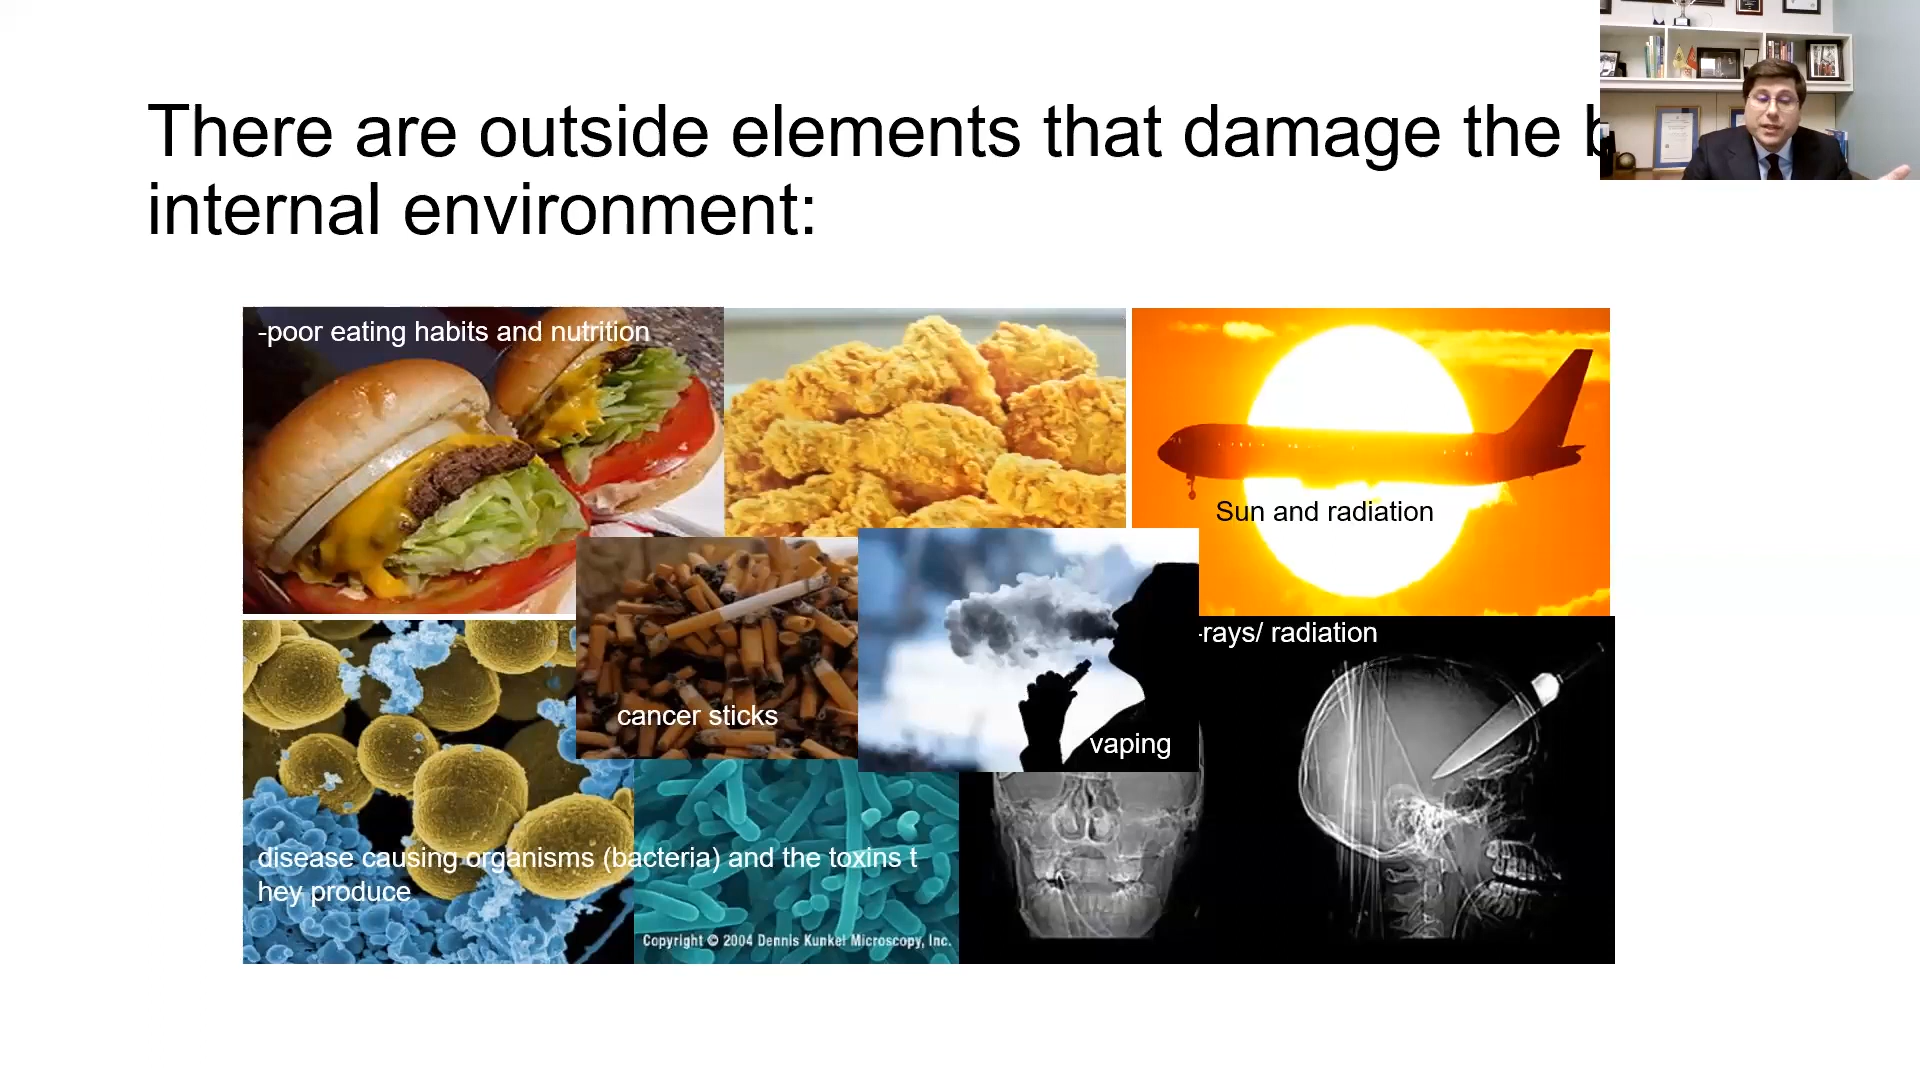 There are outside elements that damage the
internal environment:
-poor eating habits and nutrition
Sun and radiation
-rays/ radiation
cancer sticks
vaping
disease causing organisms (bacteria) and the toxins t
hey produce
Copyright © 2004 Dennis Kunkel Microscopy, Inc.